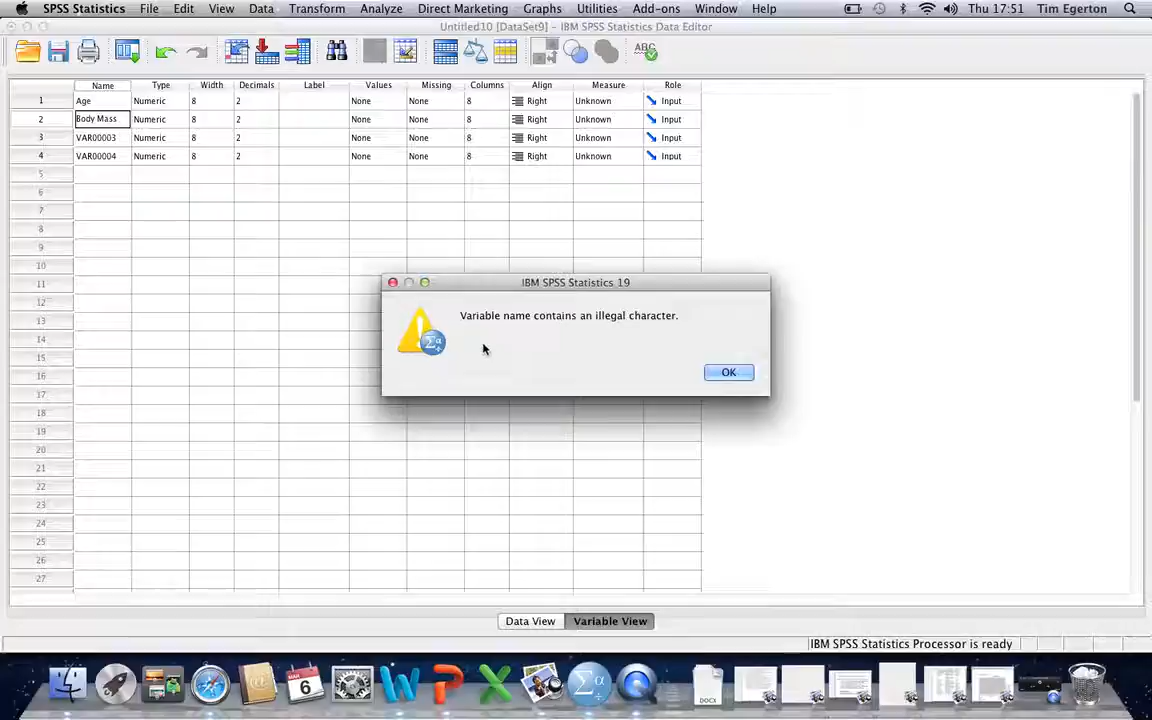 SPSS Statistics File Edit View Data Transform Analyze Direct Marketing Graphs Utilities Add-ons Window Help Thu 17:51 Tim Egerton
Untitled10 [DataSet9] – IBM SPSS Statistics Data Editor
ABC
Name Type Width Decimals Label Values Missing Columns Align Measure Role
1 Age Numeric 8 2 None None 8 Right Unknown Input
2 Body Mass Numeric 8 2 None None 8 Right Unknown Input
3 VAR00003 Numeric 8 2 None None 8 Right Unknown Input
4 VAR00004 Numeric 8 2 None None 8 Right Unknown Input
5
6
7
8
9
10
11
12
13
14
15
16
17
18
19
20
21
22
23
24
25
26
27
IBM SPSS Statistics 19
Variable name contains an illegal character.
Σα
OK
Data View Variable View
IBM SPSS Statistics Processor is ready
6
W P X Σα
DOCX